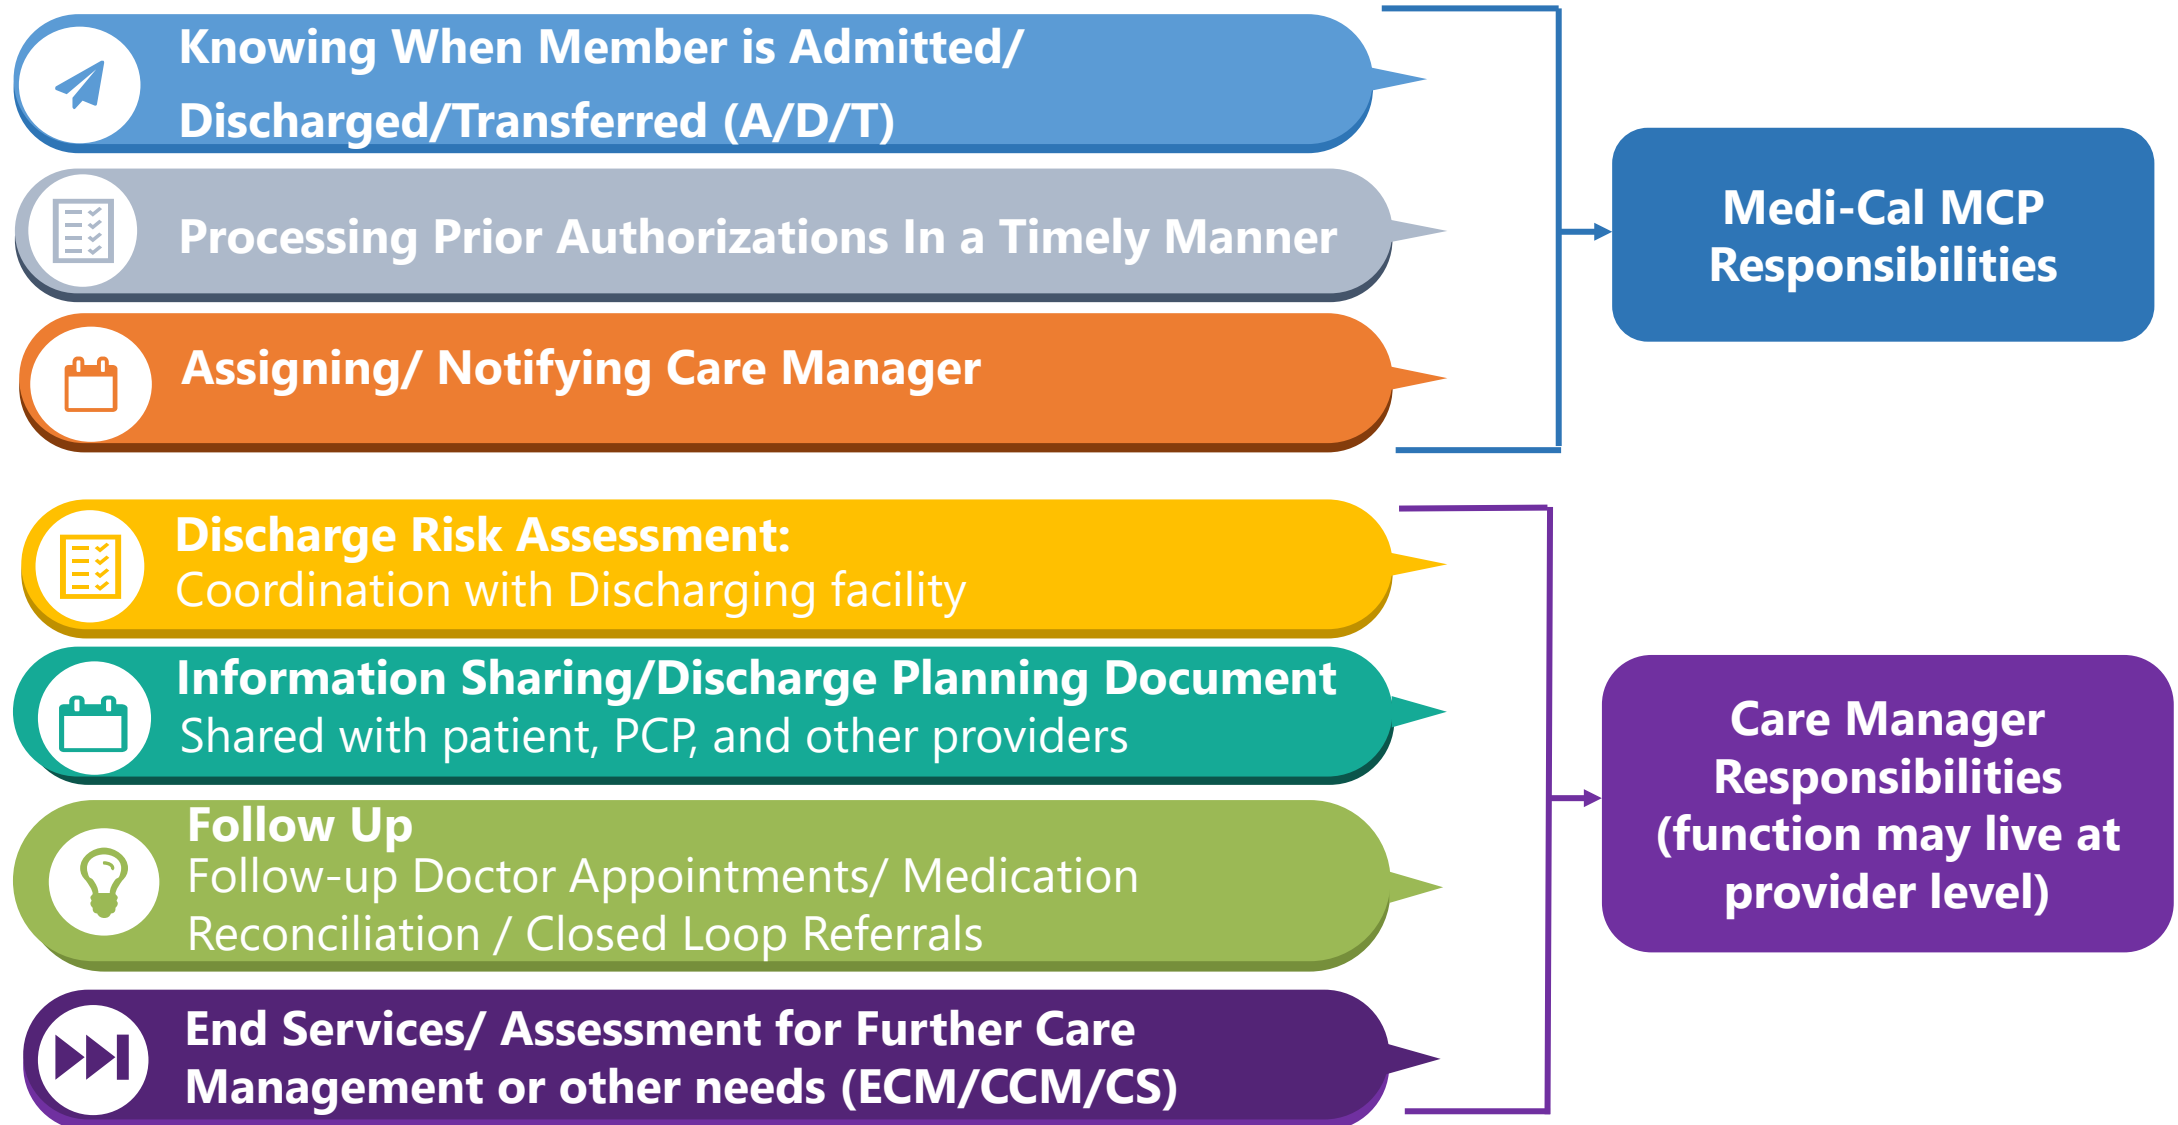 Knowing When Member is Admitted/
Discharged/Transferred (A/D/T)
Processing Prior Authorizations In a Timely Manner
Assigning/ Notifying Care Manager
Medi-Cal MCP
Responsibilities
Discharge Risk Assessment:
Coordination with Discharging facility
Information Sharing/Discharge Planning Document
Shared with patient, PCP, and other providers
Follow Up
Follow-up Doctor Appointments/ Medication
Reconciliation / Closed Loop Referrals
End Services/ Assessment for Further Care
Management or other needs (ECM/CCM/CS)
Care Manager
Responsibilities
(function may live at
provider level)